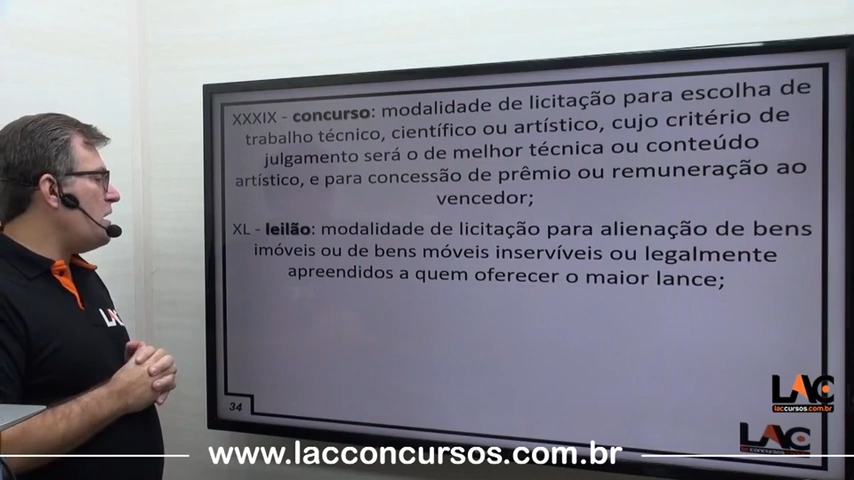 XXXIX - concurso: modalidade de licitação para escolha de
trabalho técnico, científico ou artístico, cujo critério de
julgamento será o de melhor técnica ou conteúdo
artístico, e para concessão de prêmio ou remuneração ao
vencedor;
XL - leilão: modalidade de licitação para alienação de bens
imóveis ou de bens móveis inservíveis ou legalmente
apreendidos a quem oferecer o maior lance;
34
LAC
LAC
laccursos.com.br
LAC
CONCURSOS
www.lacconcursos.com.br